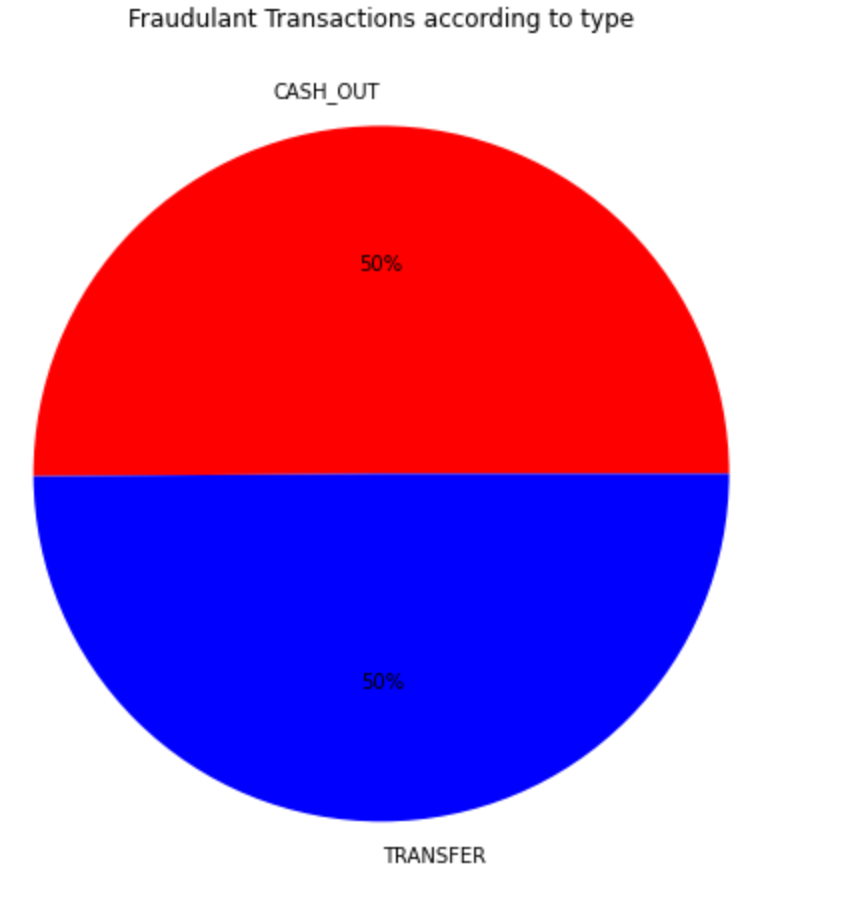 Fraudulant Transactions according to type
CASH_OUT
50%
50%
TRANSFER